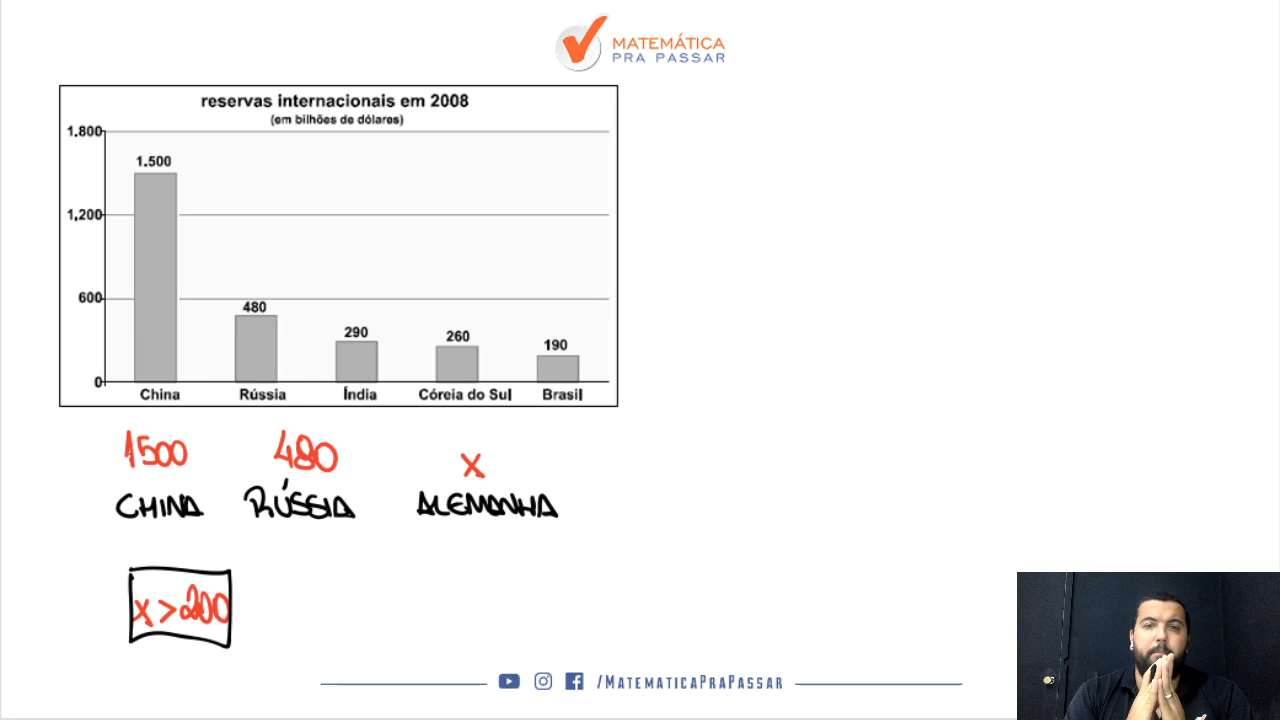 MATEMÁTICA
PRA PASSAR
reservas internacionais em 2008
(em bilhões de dólares)
1.800
1.500
1,200
600
480
290
260
190
0
China Rússia Índia Córeia do Sul Brasil
1500 480 x
CHINA RÚSSIA ALEMANHA
x > 200
/MATEMATICAPRAPASSAR